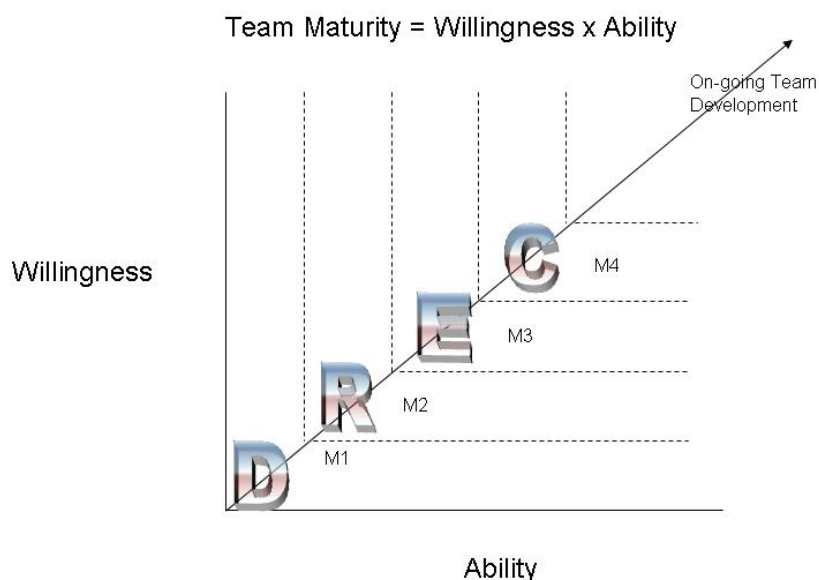 Team Maturity = Willingness x Ability
On-going Team
Development
C
Willingness
M4
E
M3
R
M2
M1
D
Ability